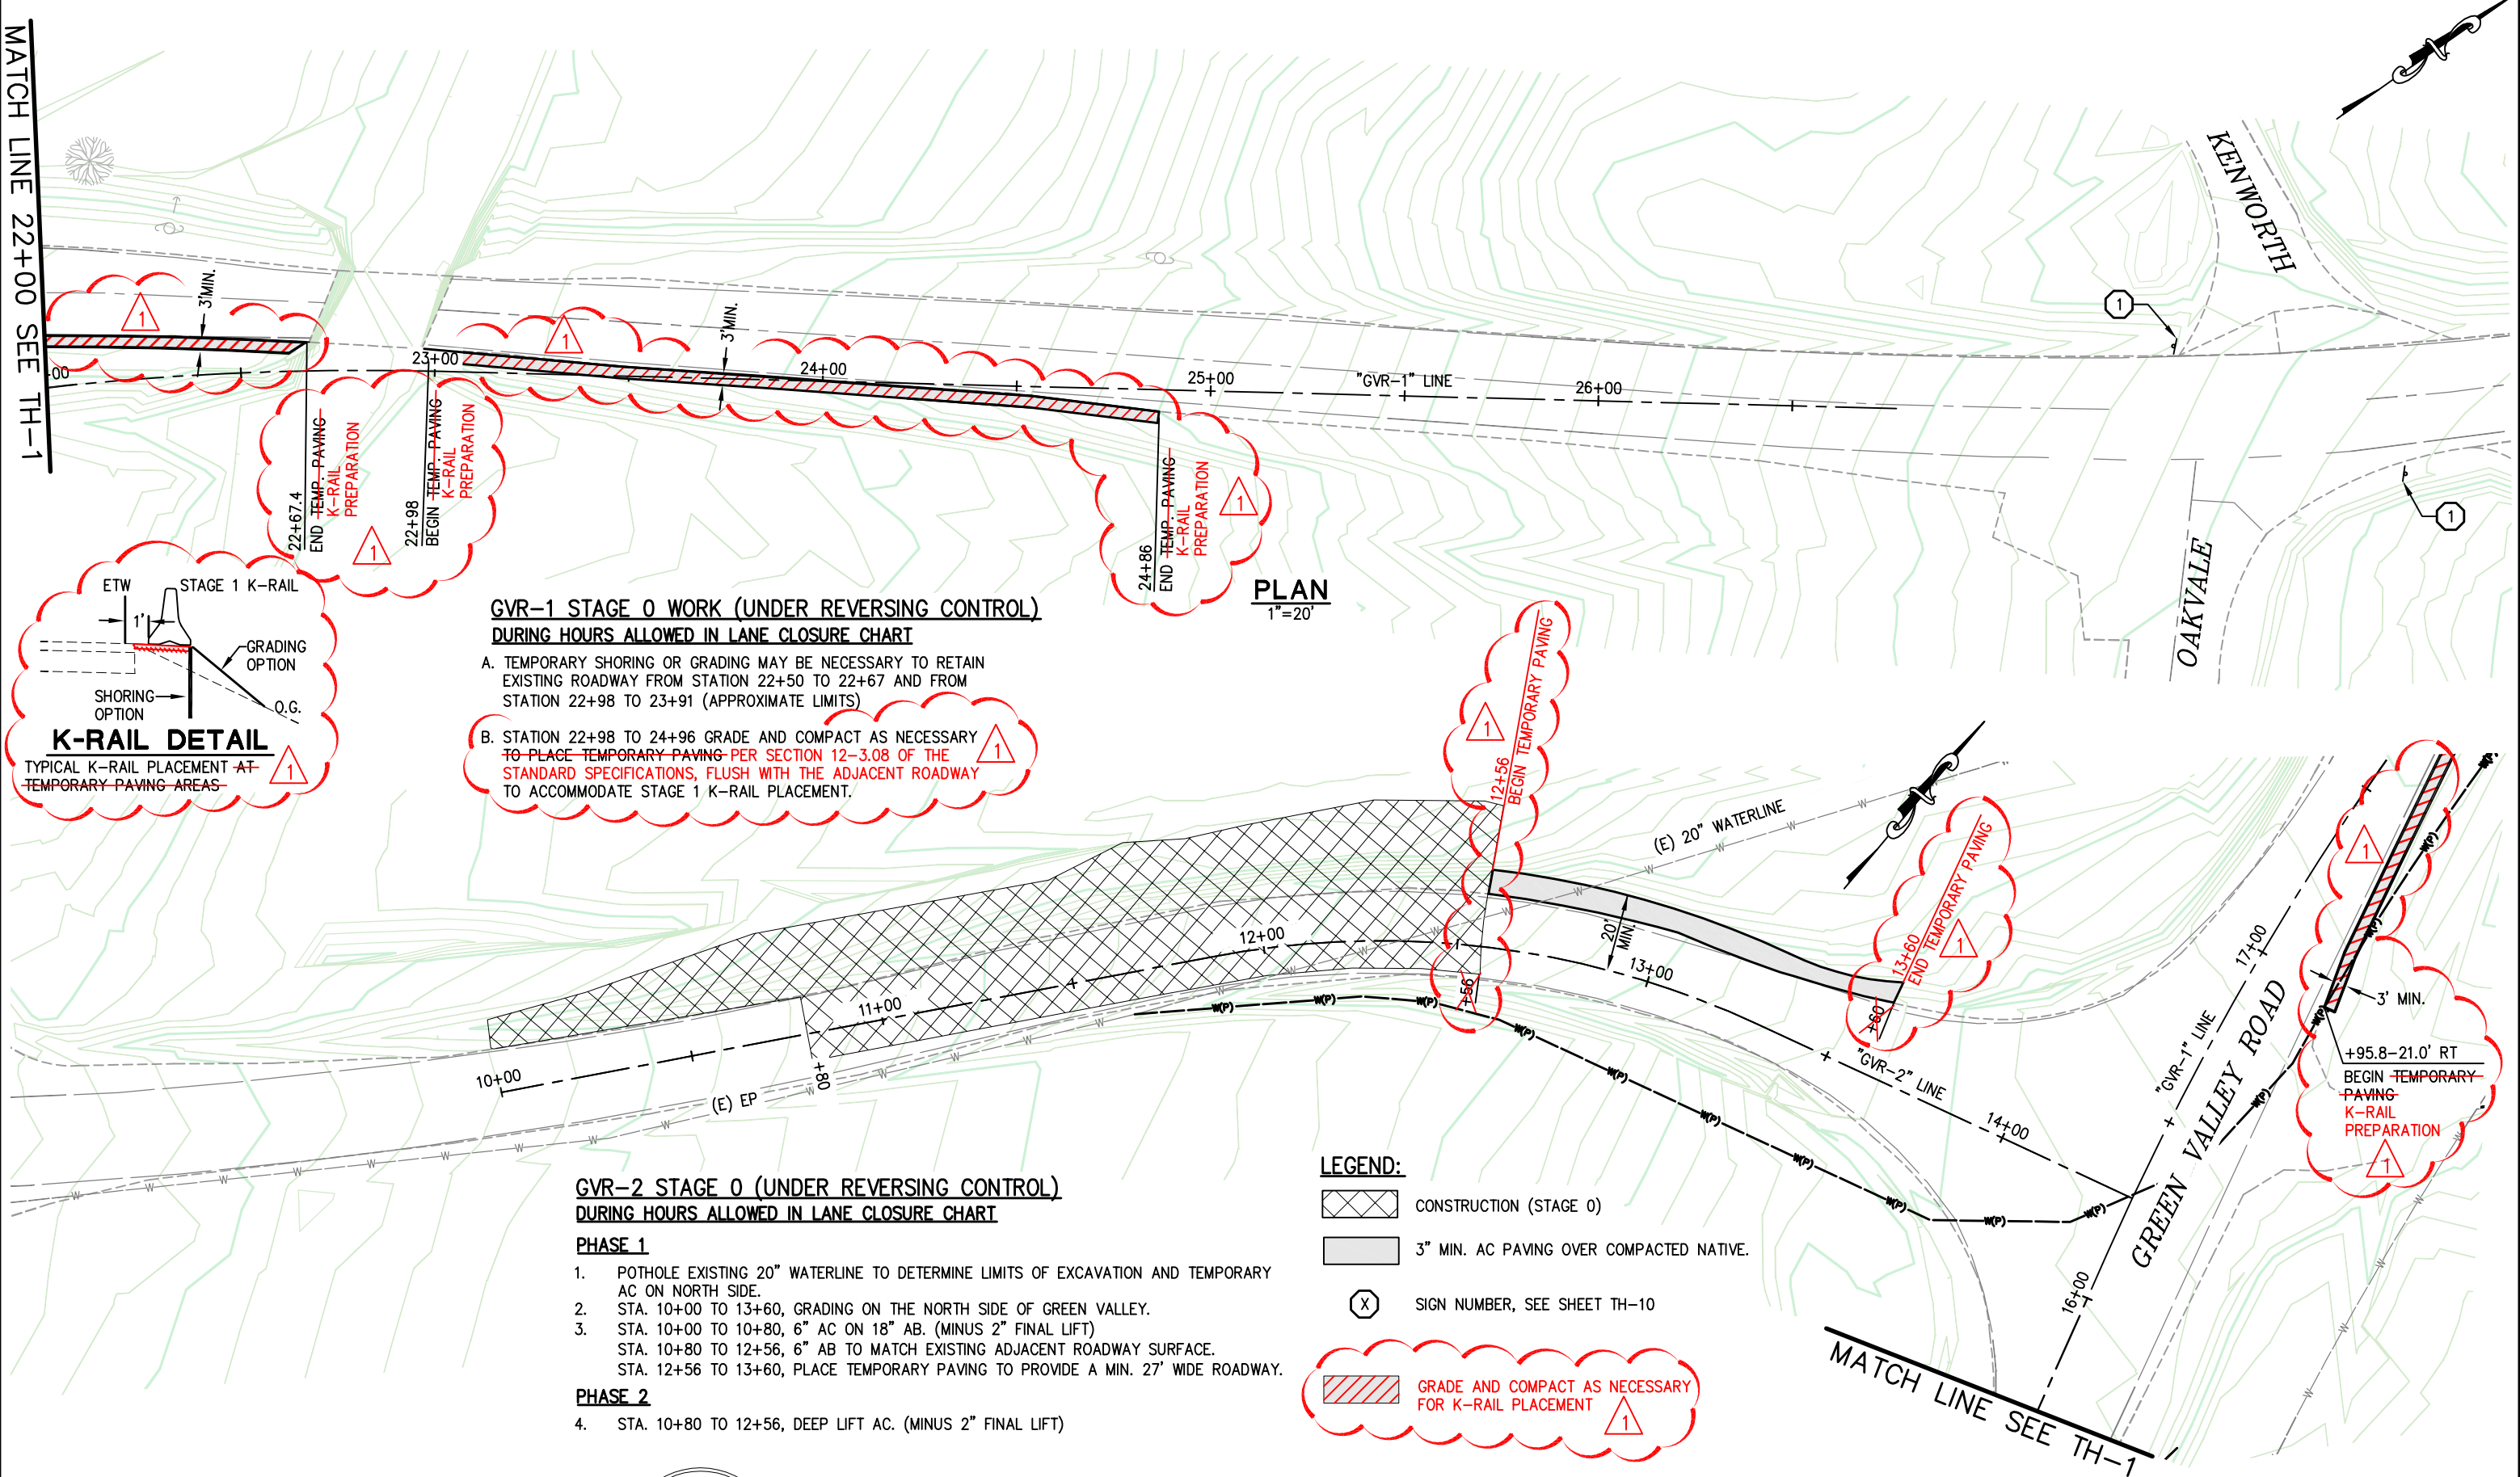 MATCH LINE 22+00 SEE TH-1
KENWORTH
1
3'MIN.
1
1
3'MIN.
00
23+00
24+00
25+00
"GVR-1" LINE
26+00
1
22+67.4
END TEMP. PAVING
K-RAIL
PREPARATION
1
22+98
BEGIN TEMP. PAVING
K-RAIL
PREPARATION
24+86
END TEMP. PAVING
K-RAIL
PREPARATION
1
OAKVALE
PLAN
1"=20'
ETW
STAGE 1 K-RAIL
1'
GRADING
OPTION
SHORING
OPTION
O.G.
K-RAIL DETAIL
TYPICAL K-RAIL PLACEMENT AT
TEMPORARY PAVING AREAS
1
GVR-1 STAGE 0 WORK (UNDER REVERSING CONTROL)
DURING HOURS ALLOWED IN LANE CLOSURE CHART
A. TEMPORARY SHORING OR GRADING MAY BE NECESSARY TO RETAIN
EXISTING ROADWAY FROM STATION 22+50 TO 22+67 AND FROM
STATION 22+98 TO 23+91 (APPROXIMATE LIMITS)
B. STATION 22+98 TO 24+96 GRADE AND COMPACT AS NECESSARY
TO PLACE TEMPORARY PAVING PER SECTION 12-3.08 OF THE
STANDARD SPECIFICATIONS, FLUSH WITH THE ADJACENT ROADWAY
TO ACCOMMODATE STAGE 1 K-RAIL PLACEMENT.
1
1
12+56
BEGIN TEMPORARY PAVING
(E) 20" WATERLINE
W
W
W
W
W
W
W
W
20'
MIN.
13+60
END TEMPORARY PAVING
1
10+00
11+00
12+00
13+00
14+00
+80
+56
+60
(E) EP
W
W
W
W
W
W
W
W
W
W
W
W(P)
W(P)
W(P)
W(P)
W(P)
W(P)
W(P)
W(P)
W(P)
W(P)
"GVR-2" LINE
17+00
"GVR-1" LINE
16+00
GREEN VALLEY ROAD
W(P)
W(P)
W(P)
W(P)
W(P)
1
3' MIN.
+95.8-21.0' RT
BEGIN TEMPORARY
PAVING
K-RAIL
PREPARATION
1
W
W
W
W
W
MATCH LINE SEE TH-1
GVR-2 STAGE 0 (UNDER REVERSING CONTROL)
DURING HOURS ALLOWED IN LANE CLOSURE CHART
PHASE 1
1. POTHOLE EXISTING 20" WATERLINE TO DETERMINE LIMITS OF EXCAVATION AND TEMPORARY
AC ON NORTH SIDE.
2. STA. 10+00 TO 13+60, GRADING ON THE NORTH SIDE OF GREEN VALLEY.
3. STA. 10+00 TO 10+80, 6" AC ON 18" AB. (MINUS 2" FINAL LIFT)
STA. 10+80 TO 12+56, 6" AB TO MATCH EXISTING ADJACENT ROADWAY SURFACE.
STA. 12+56 TO 13+60, PLACE TEMPORARY PAVING TO PROVIDE A MIN. 27' WIDE ROADWAY.
PHASE 2
4. STA. 10+80 TO 12+56, DEEP LIFT AC. (MINUS 2" FINAL LIFT)
LEGEND:
CONSTRUCTION (STAGE 0)
3" MIN. AC PAVING OVER COMPACTED NATIVE.
X
SIGN NUMBER, SEE SHEET TH-10
GRADE AND COMPACT AS NECESSARY
FOR K-RAIL PLACEMENT
1